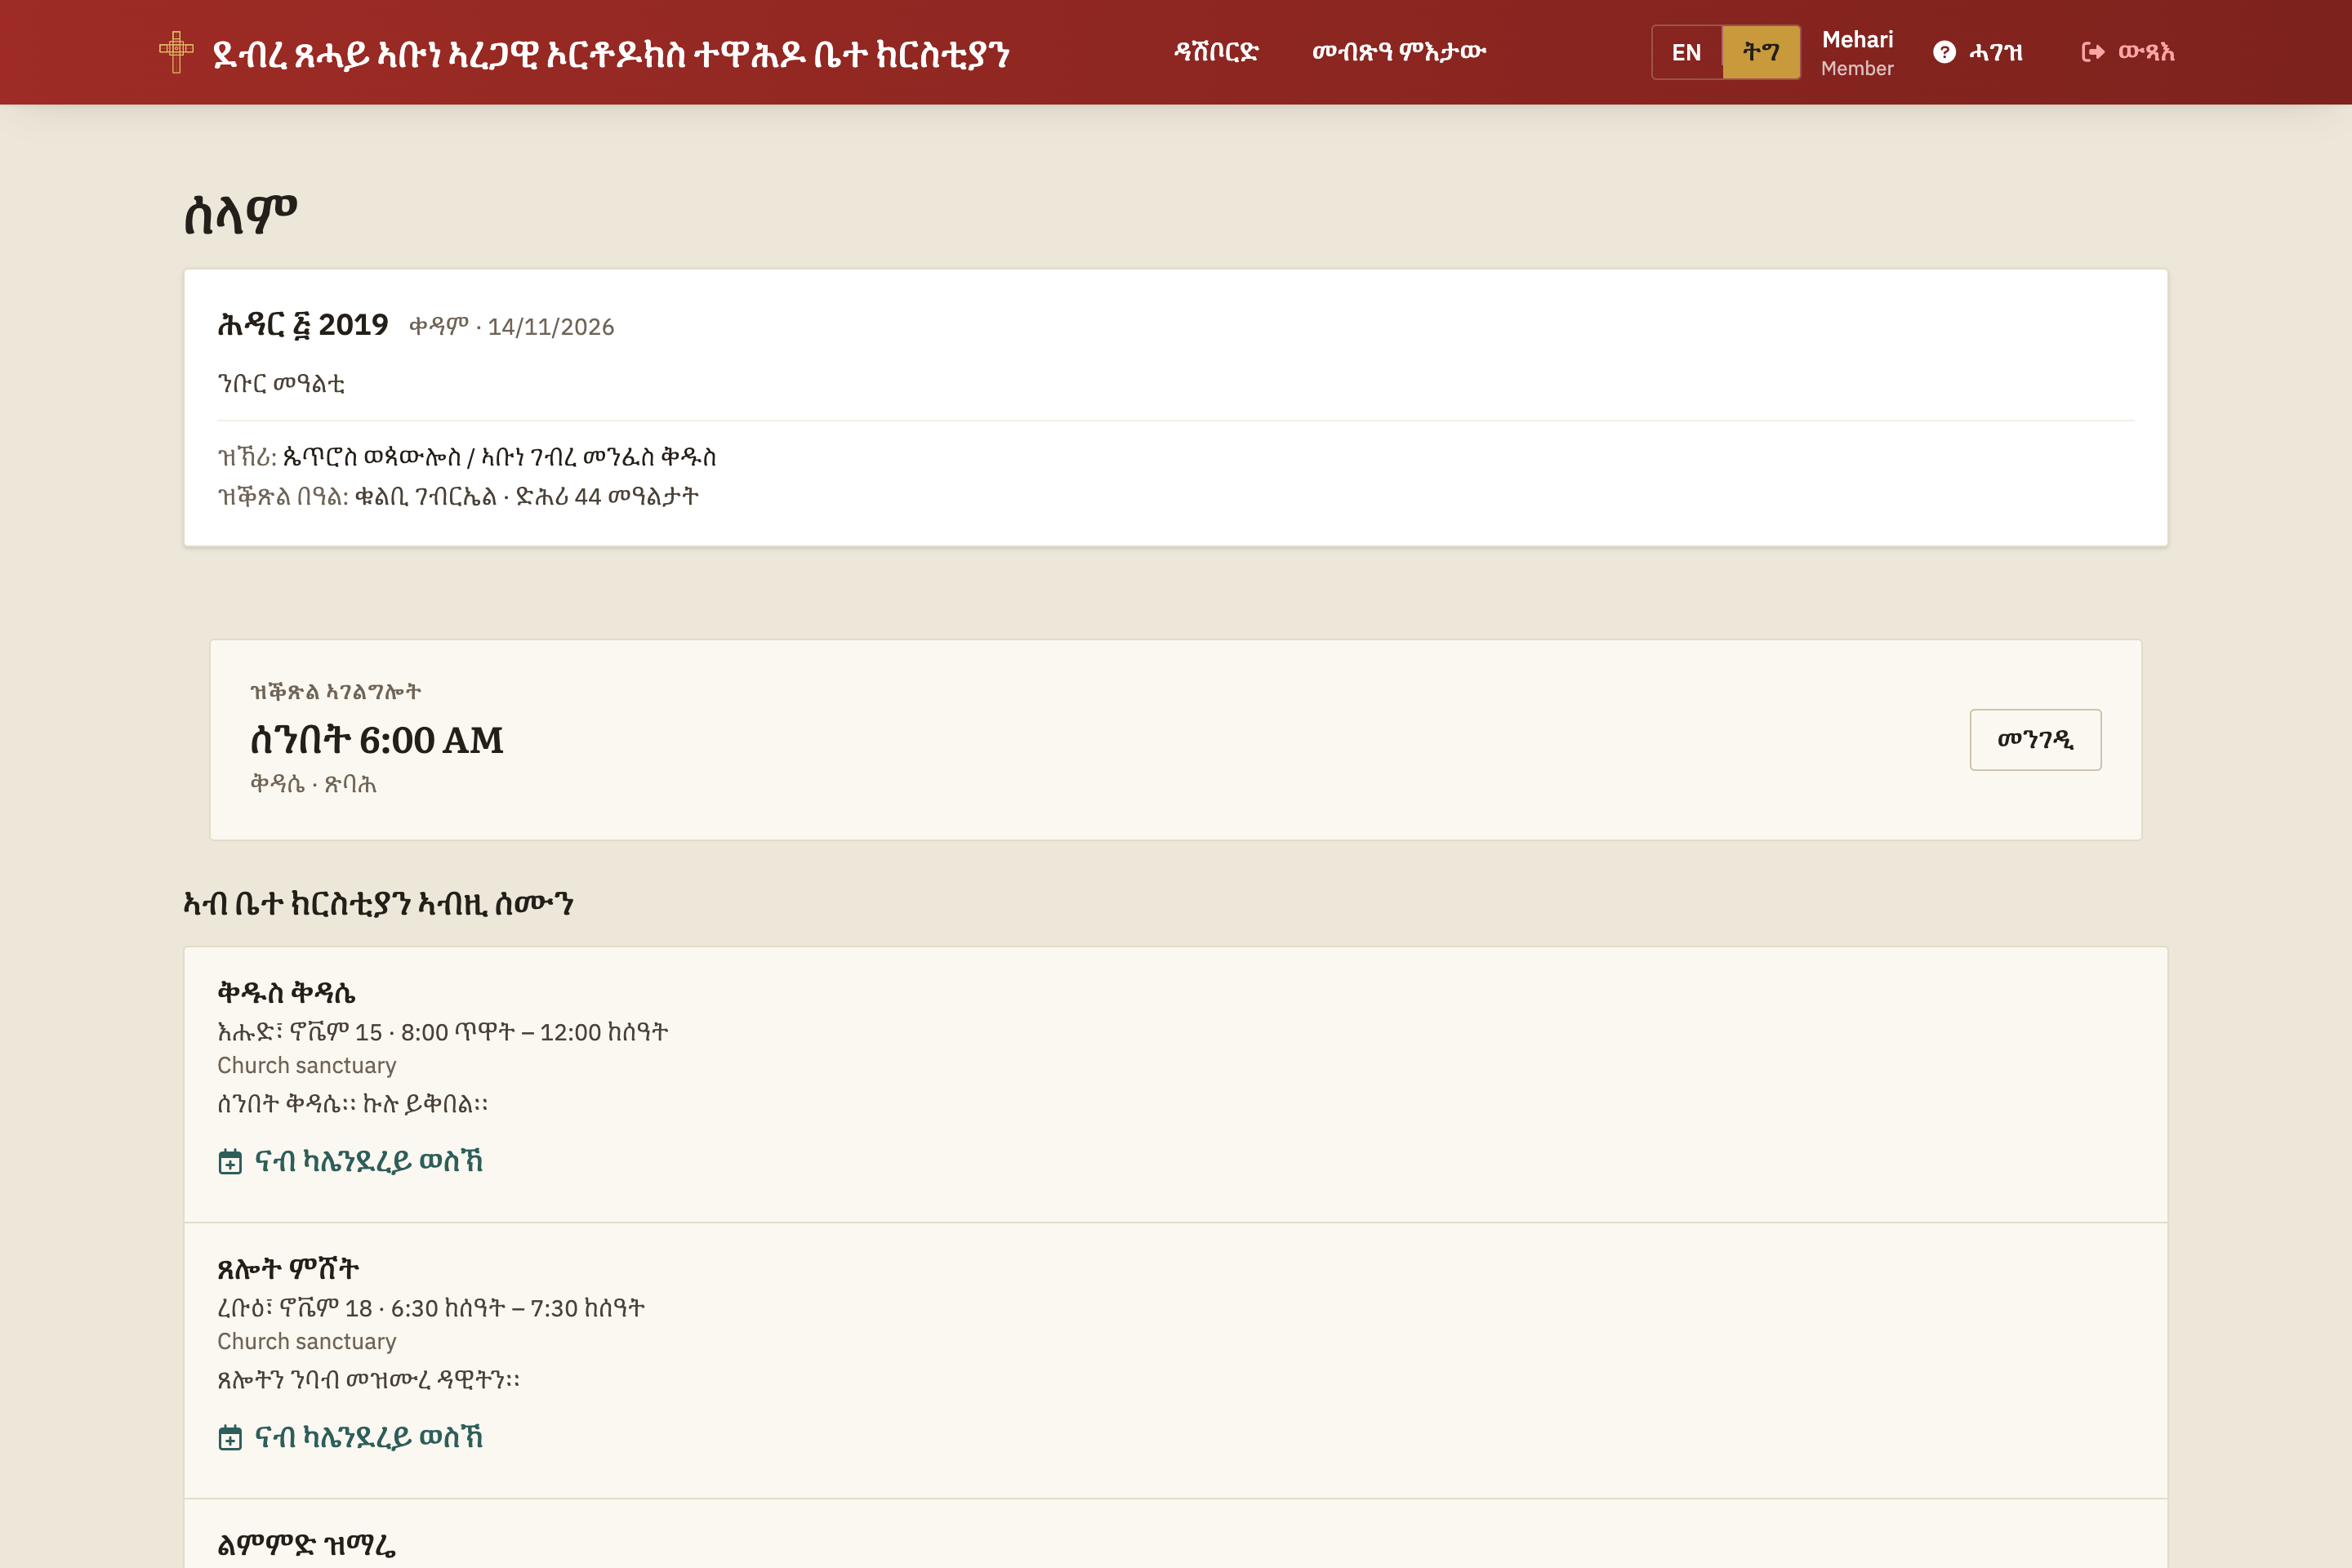 ደብረ ጸሓይ ኣቡነ ኣረጋዊ ኦርቶዶክስ ተዋሕዶ ቤተ ክርስቲያን
ዳሽቦርድ
መብጽዓ ምእታው
EN
ትግ
Mehari
Member
ሓገዝ
ውጻእ
ሰላም
ሕዳር ፭ 2019 ቀዳም · 14/11/2026
ንቡር መዓልቲ
ዝኽሪ: ጴጥሮስ ወጳውሎስ / ኣቡነ ገብረ መንፈስ ቅዱስ
ዝቕጽል በዓል: ቁልቢ ገብርኤል · ድሕሪ 44 መዓልታት
ዝቕጽል ኣገልግሎት
ሰንበት 6:00 AM
ቅዳሴ · ጽባሕ
መንገዲ
ኣብ ቤተ ክርስቲያን ኣብዚ ሰሙን
ቅዱስ ቅዳሴ
እሑድ፣ ኖቬም 15 · 8:00 ጥዋት – 12:00 ከሰዓት
Church sanctuary
ሰንበት ቅዳሴ። ኩሉ ይቅበል።
ናብ ካሌንደረይ ወስኽ
ጸሎት ምሸት
ረቡዕ፣ ኖቬም 18 · 6:30 ከሰዓት – 7:30 ከሰዓት
Church sanctuary
ጸሎትን ንባብ መዝሙረ ዳዊትን።
ናብ ካሌንደረይ ወስኽ
ልምምድ ዝማሬ